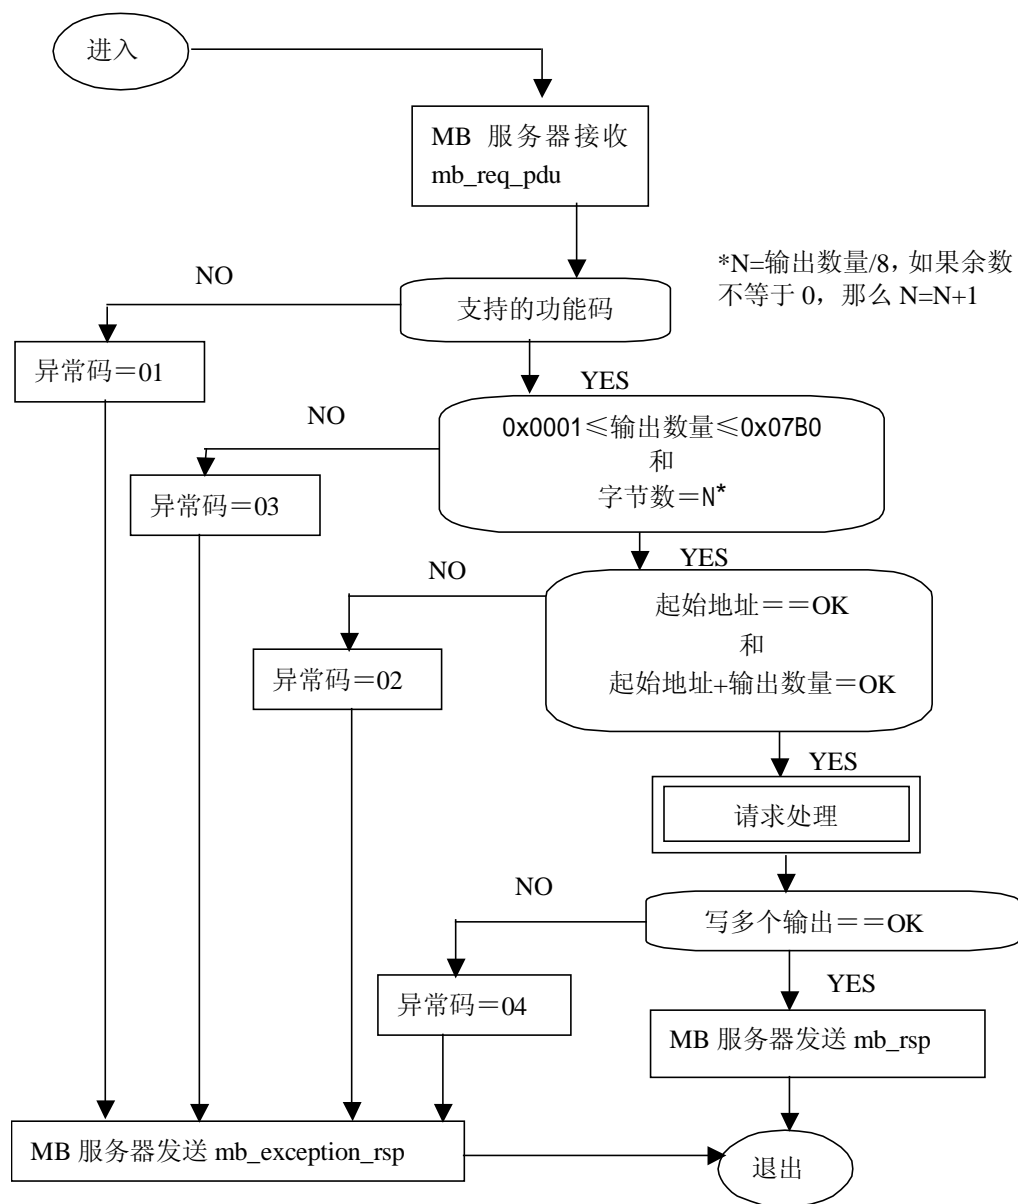 进入
MB 服务器接收
mb_req_pdu
*N=输出数量/8，如果余数
不等于 0，那么 N=N+1
NO
支持的功能码
异常码＝01
YES
NO
0x0001≤输出数量≤0x07B0
和
字节数＝N*
异常码＝03
YES
NO
起始地址＝＝OK
和
起始地址+输出数量＝OK
异常码＝02
YES
请求处理
NO
写多个输出＝＝OK
YES
异常码＝04
MB 服务器发送 mb_rsp
MB 服务器发送 mb_exception_rsp
退出